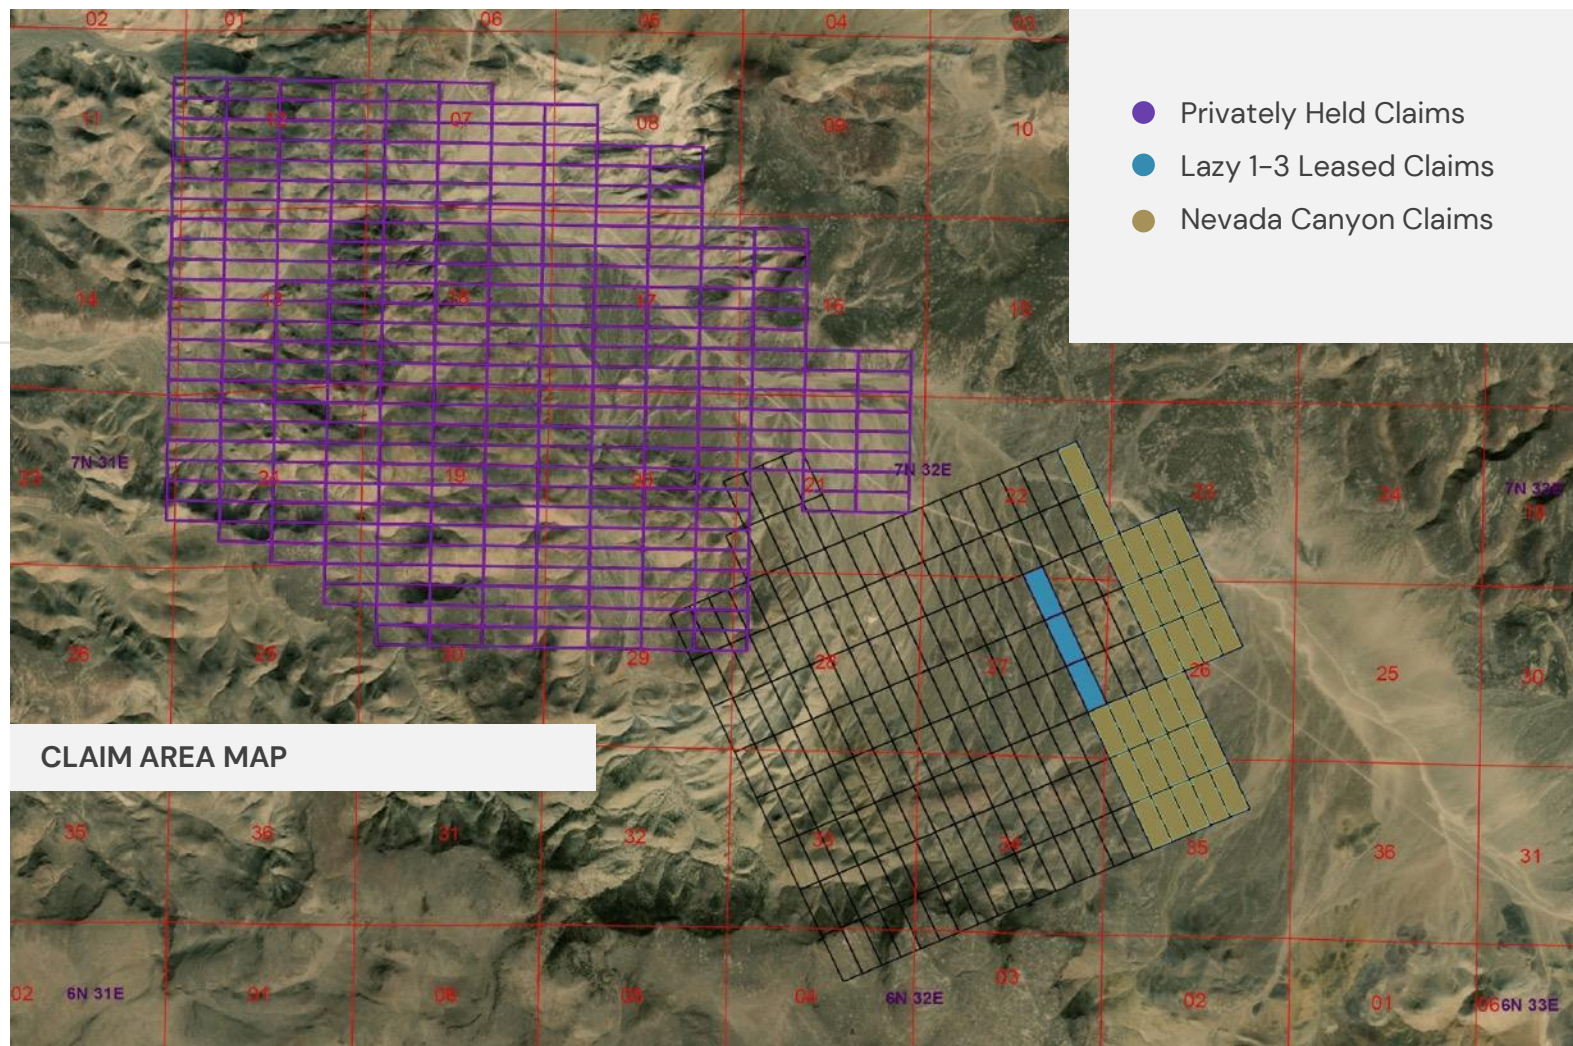 02 01 06 05 04 03
Privately Held Claims
Lazy 1-3 Leased Claims
Nevada Canyon Claims
11 12 07 08 09 10
14 13 18 17 16 15
7N 31E 7N 32E 7N 33E
23 24 19 20 21 22 23 24 19
26 25 30 29 28 27 26 25 30
CLAIM AREA MAP
35 36 31 32 33 34 35 36 31
02 01 06 05 04 03 02 01 06
6N 31E 6N 32E 6N 33E